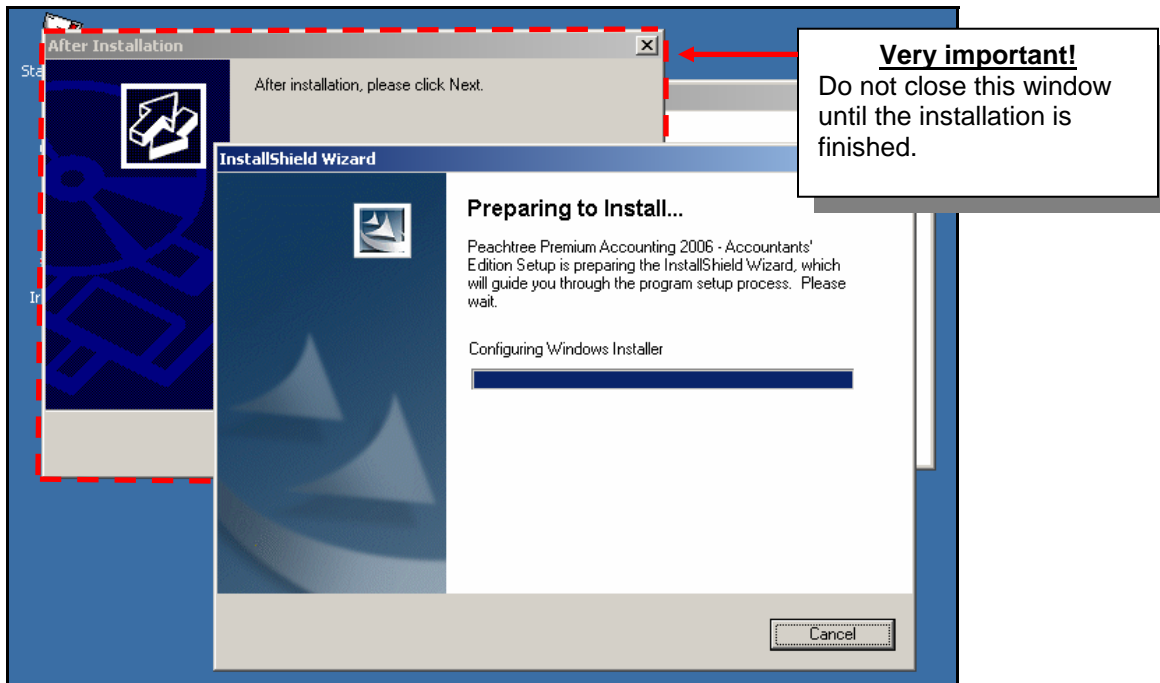 After Installation
After installation, please click Next.
Very important!
Do not close this window
until the installation is
finished.
InstallShield Wizard
Preparing to Install...
Peachtree Premium Accounting 2006 - Accountants'
Edition Setup is preparing the InstallShield Wizard, which
will guide you through the program setup process. Please
wait.
Configuring Windows Installer
Cancel